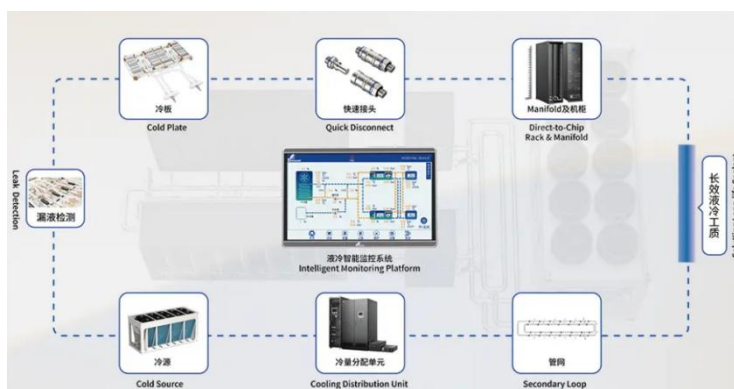 冷板
Cold Plate
快速接头
Quick Disconnect
Manifold及机柜
Direct-to-Chip
Rack & Manifold
Leak Detection
漏液检测
液冷智能监控系统
Intelligent Monitoring Platform
长效液冷工质
冷源
Cold Source
冷量分配单元
Cooling Distribution Unit
管网
Secondary Loop